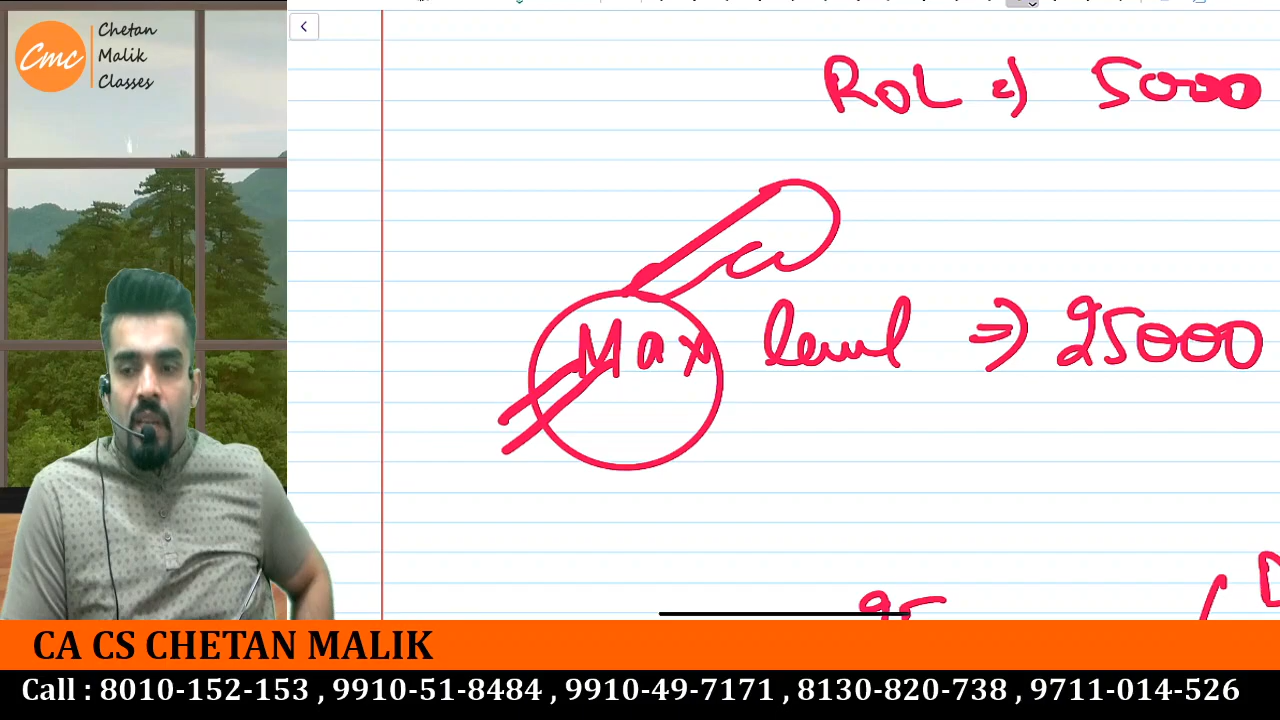 Cmc
Chetan
Malik
Classes
ROL => 5000
Max level => 25000
CA CS CHETAN MALIK
Call : 8010-152-153 , 9910-51-8484 , 9910-49-7171 , 8130-820-738 , 9711-014-526